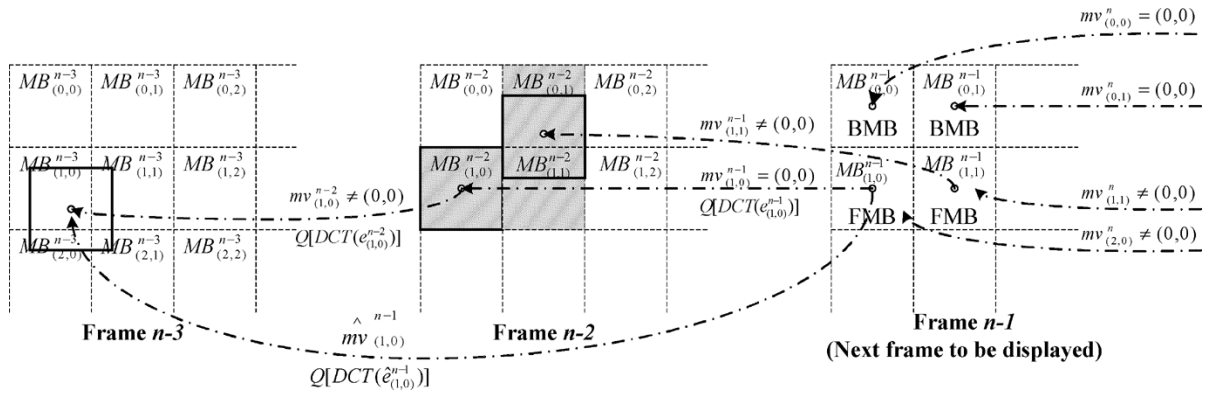 mv^n_(0,0) = (0,0)
MB^{n-3}_(0,0) MB^{n-3}_(0,1) MB^{n-3}_(0,2) MB^{n-2}_(0,0) MB^{n-2}_(0,1) MB^{n-2}_(0,2) MB^{n-1}_(0,0) MB^{n-1}_(0,1)
mv^n_(0,1) = (0,0)
mv^{n-1}_(1,1) ≠ (0,0) BMB BMB
MB^{n-3}_(1,0) MB^{n-3}_(1,1) MB^{n-3}_(1,2) MB^{n-2}_(1,0) MB^{n-2}_(1,1) MB^{n-2}_(1,2) MB^{n-1}_(1,0) MB^{n-1}_(1,1)
mv^{n-2}_(1,0) ≠ (0,0) mv^{n-1}_(1,0) = (0,0) mv^n_(1,1) ≠ (0,0)
Q[DCT(e^{n-2}_(1,0))] Q[DCT(e^{n-1}_(1,0))] FMB FMB
mv^n_(2,0) ≠ (0,0)
MB^{n-3}_(2,0) MB^{n-3}_(2,1) MB^{n-3}_(2,2)
Frame n-3 Frame n-2 Frame n-1
(Next frame to be displayed)
m̂v^{n-1}_(1,0)
Q[DCT(ê^{n-1}_(1,0))]